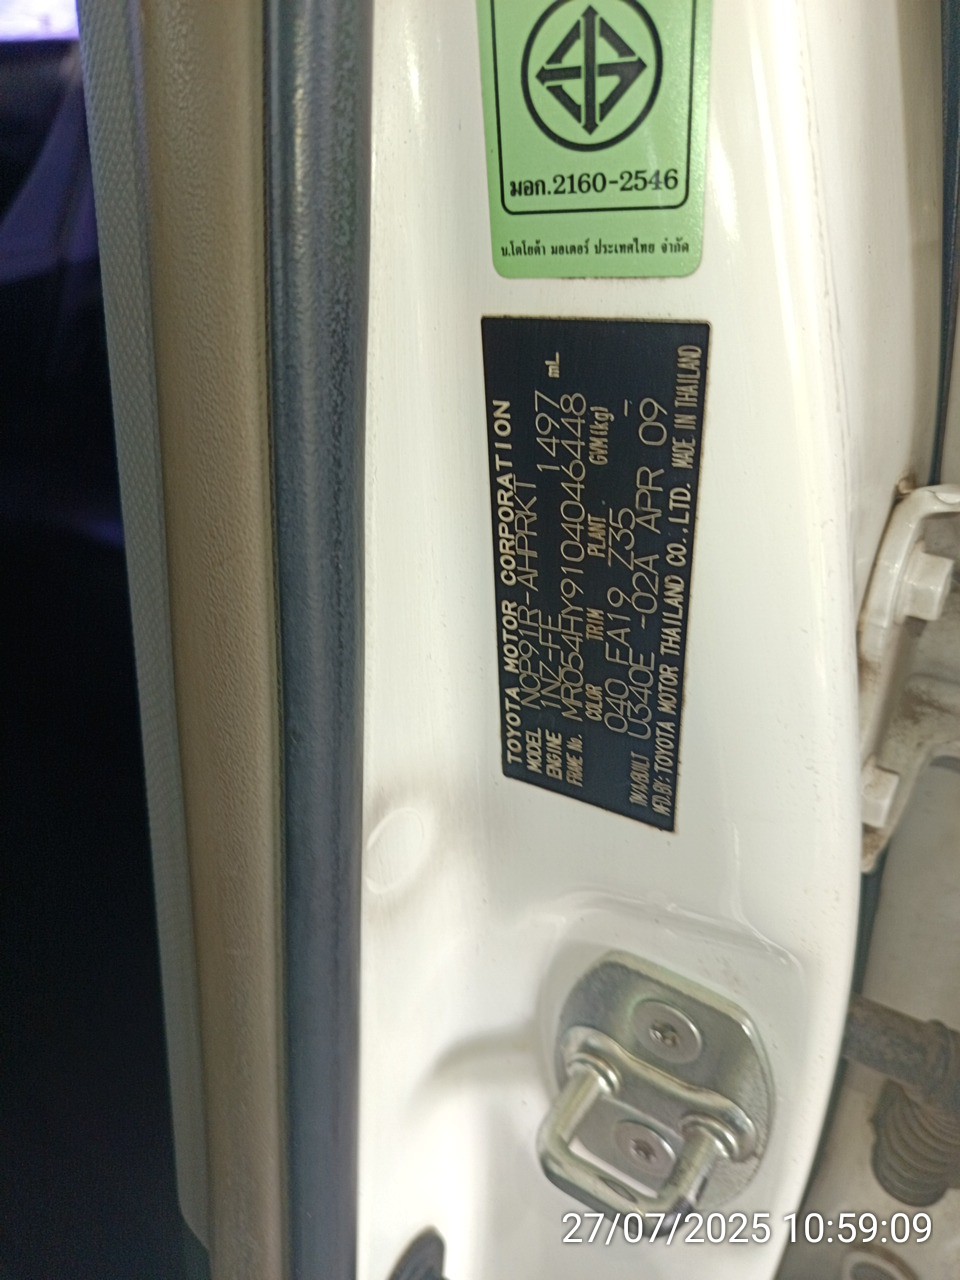 มอก.2160-2546
บ.โตโยต้า มอเตอร์ ประเทศไทย จำกัด
TOYOTA MOTOR CORPORATION
MODEL NCP91R-AHPRKT
ENGINE 1NZ-FE 1497 mL
FRAME No. MR054HY9104046448
COLOR TRIM PLANT GVM(kg)
040 EA19 Z35 -
TM/A/BUILT U340E -02A APR 09
MFD.BY:TOYOTA MOTOR THAILAND CO.,LTD. MADE IN THAILAND
27/07/2025 10:59:09